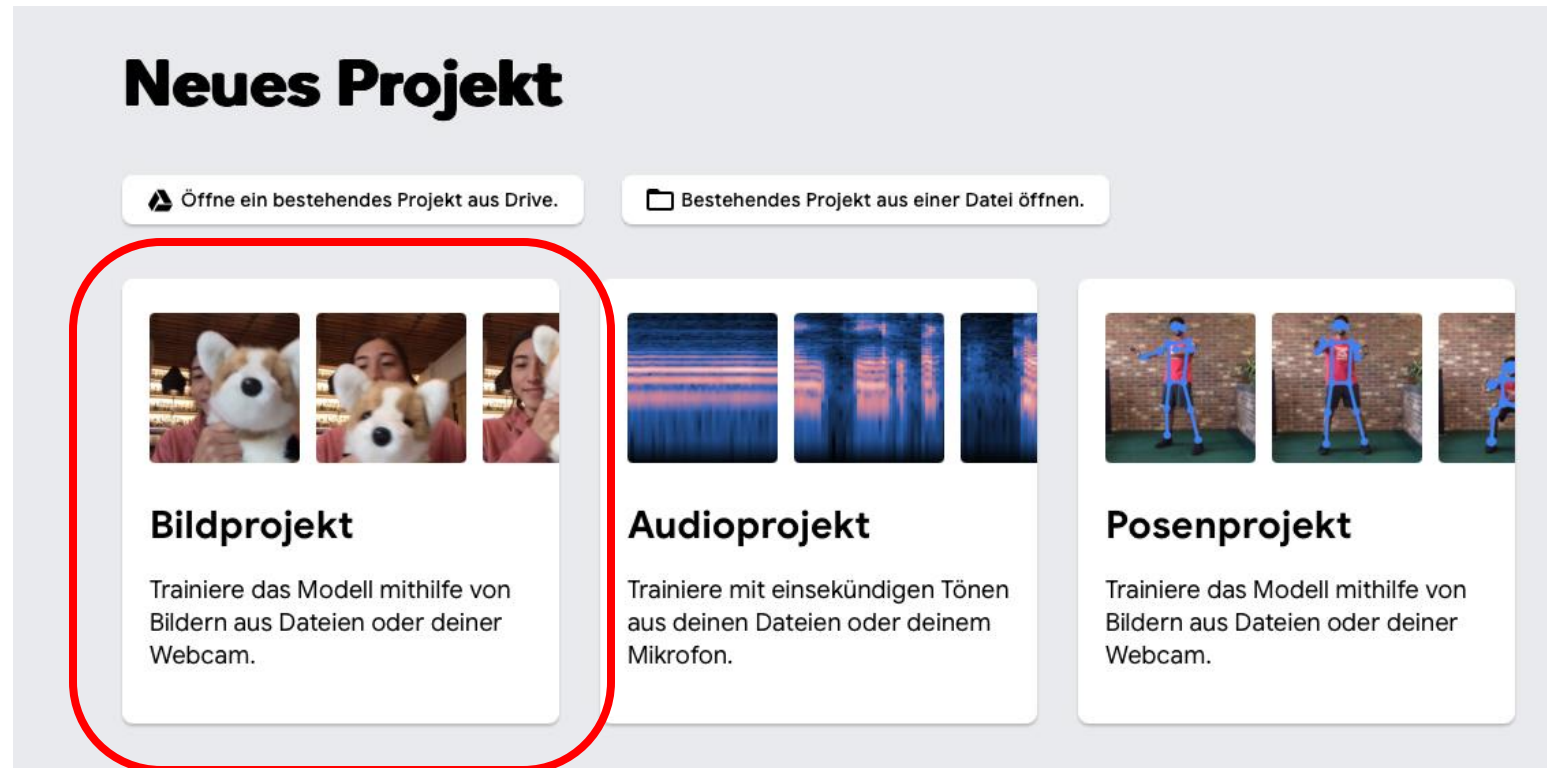 Neues Projekt
Öffne ein bestehendes Projekt aus Drive.
Bestehendes Projekt aus einer Datei öffnen.
Bildprojekt
Trainiere das Modell mithilfe von
Bildern aus Dateien oder deiner
Webcam.
Audioprojekt
Trainiere mit einsekündigen Tönen
aus deinen Dateien oder deinem
Mikrofon.
Posenprojekt
Trainiere das Modell mithilfe von
Bildern aus Dateien oder deiner
Webcam.